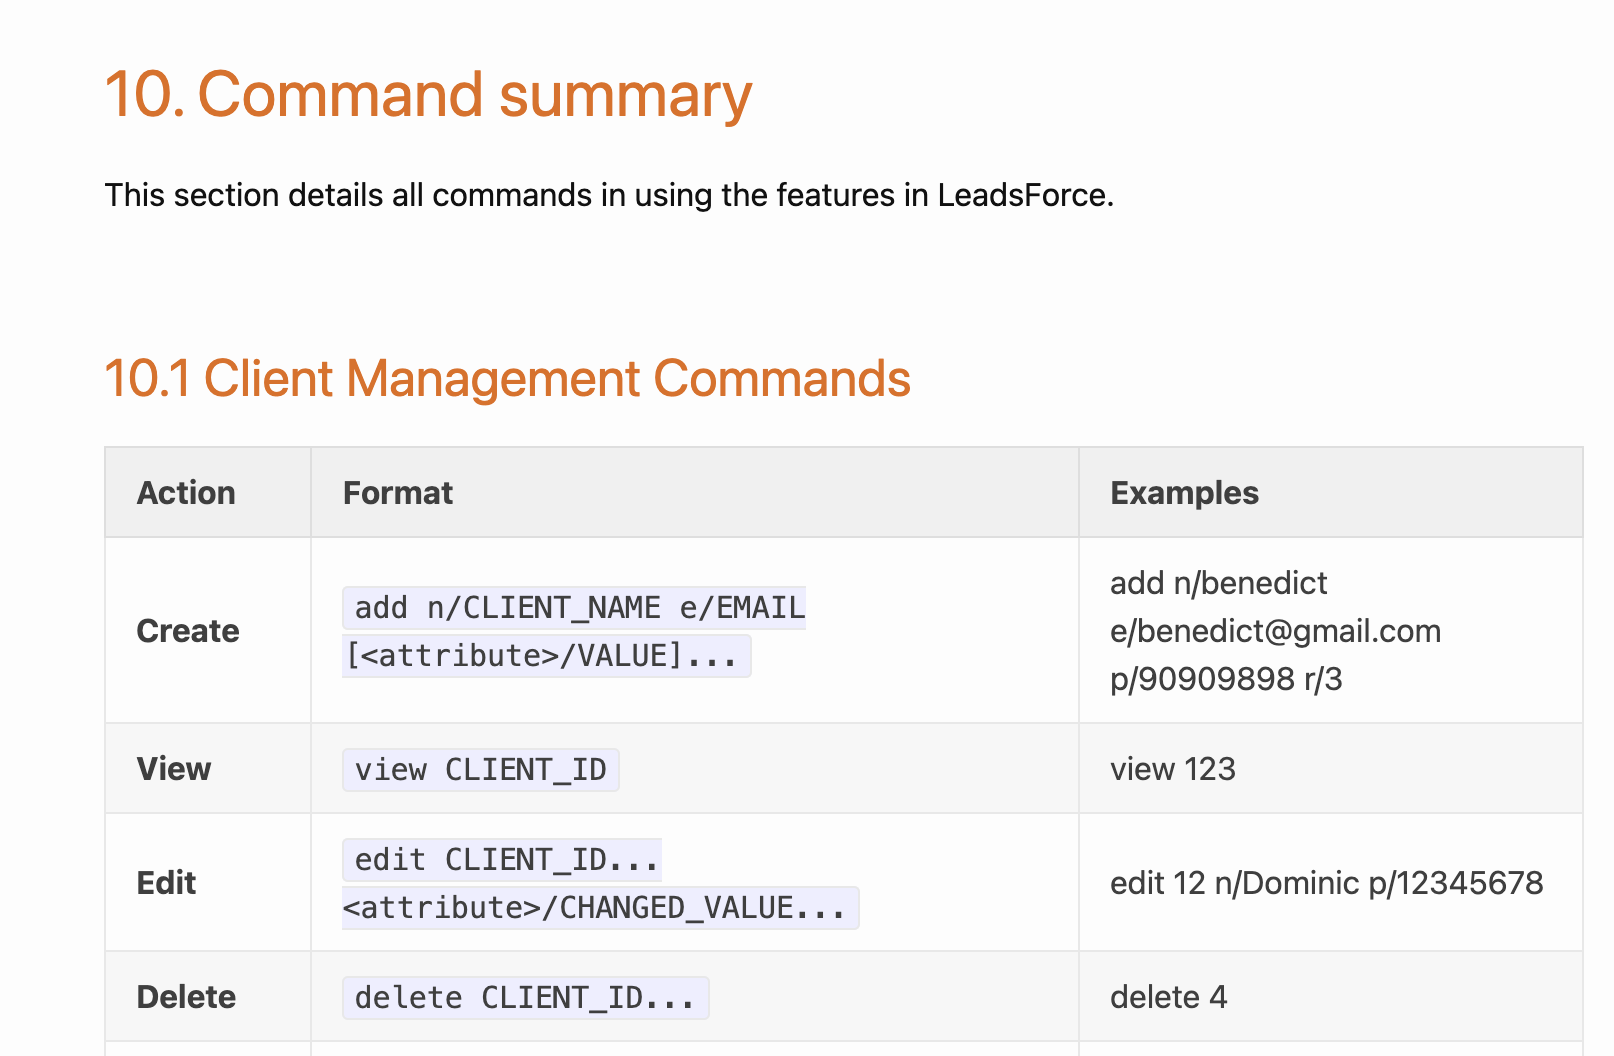 10. Command summary
This section details all commands in using the features in LeadsForce.
10.1 Client Management Commands
Action Format Examples
Create
add n/CLIENT_NAME e/EMAIL
[<attribute>/VALUE]...
add n/benedict
e/benedict@gmail.com
p/90909898 r/3
View view CLIENT_ID view 123
Edit
edit CLIENT_ID...
<attribute>/CHANGED_VALUE...
edit 12 n/Dominic p/12345678
Delete delete CLIENT_ID... delete 4